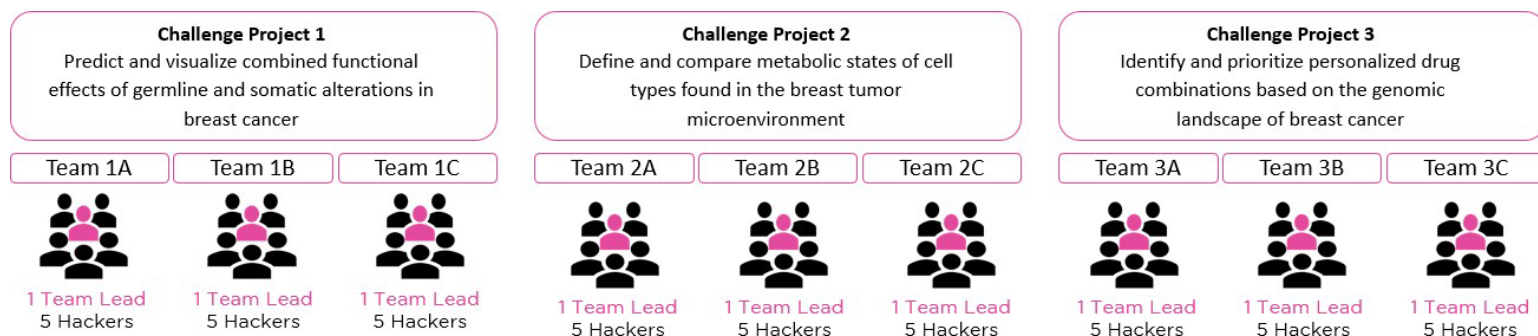 Challenge Project 1
Predict and visualize combined functional
effects of germline and somatic alterations in
breast cancer
Team 1A
Team 1B
Team 1C
1 Team Lead
5 Hackers
1 Team Lead
5 Hackers
1 Team Lead
5 Hackers
Challenge Project 2
Define and compare metabolic states of cell
types found in the breast tumor
microenvironment
Team 2A
Team 2B
Team 2C
1 Team Lead
5 Hackers
1 Team Lead
5 Hackers
1 Team Lead
5 Hackers
Challenge Project 3
Identify and prioritize personalized drug
combinations based on the genomic
landscape of breast cancer
Team 3A
Team 3B
Team 3C
1 Team Lead
5 Hackers
1 Team Lead
5 Hackers
1 Team Lead
5 Hackers